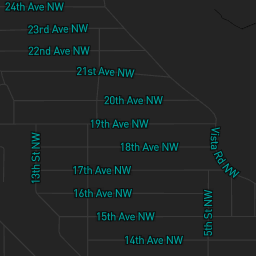 24th Ave NW
23rd Ave NW
22nd Ave NW
21st Ave NW
20th Ave NW
19th Ave NW
18th Ave NW
Vista Rd NW
13th St NW
17th Ave NW
16th Ave NW
5th St NW
15th Ave NW
14th Ave NW